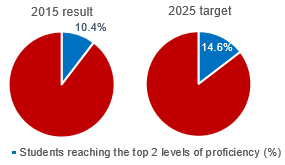 2015 result
2025 target
10.4%
14.6%
Students reaching the top 2 levels of proficiency (%)